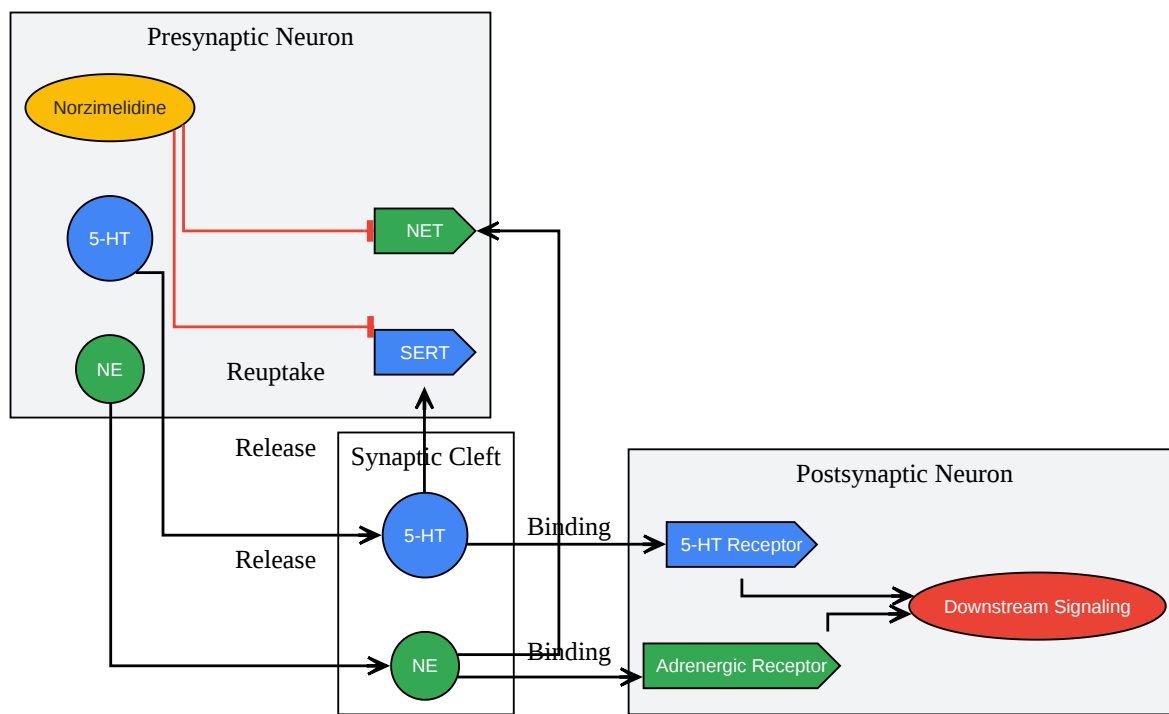 Presynaptic Neuron
Norzimelidine
5-HT
NET
SERT
NE
Reuptake
Release
Synaptic Cleft
Postsynaptic Neuron
5-HT
Binding
5-HT Receptor
Release
Downstream Signaling
NE
Binding
Adrenergic Receptor